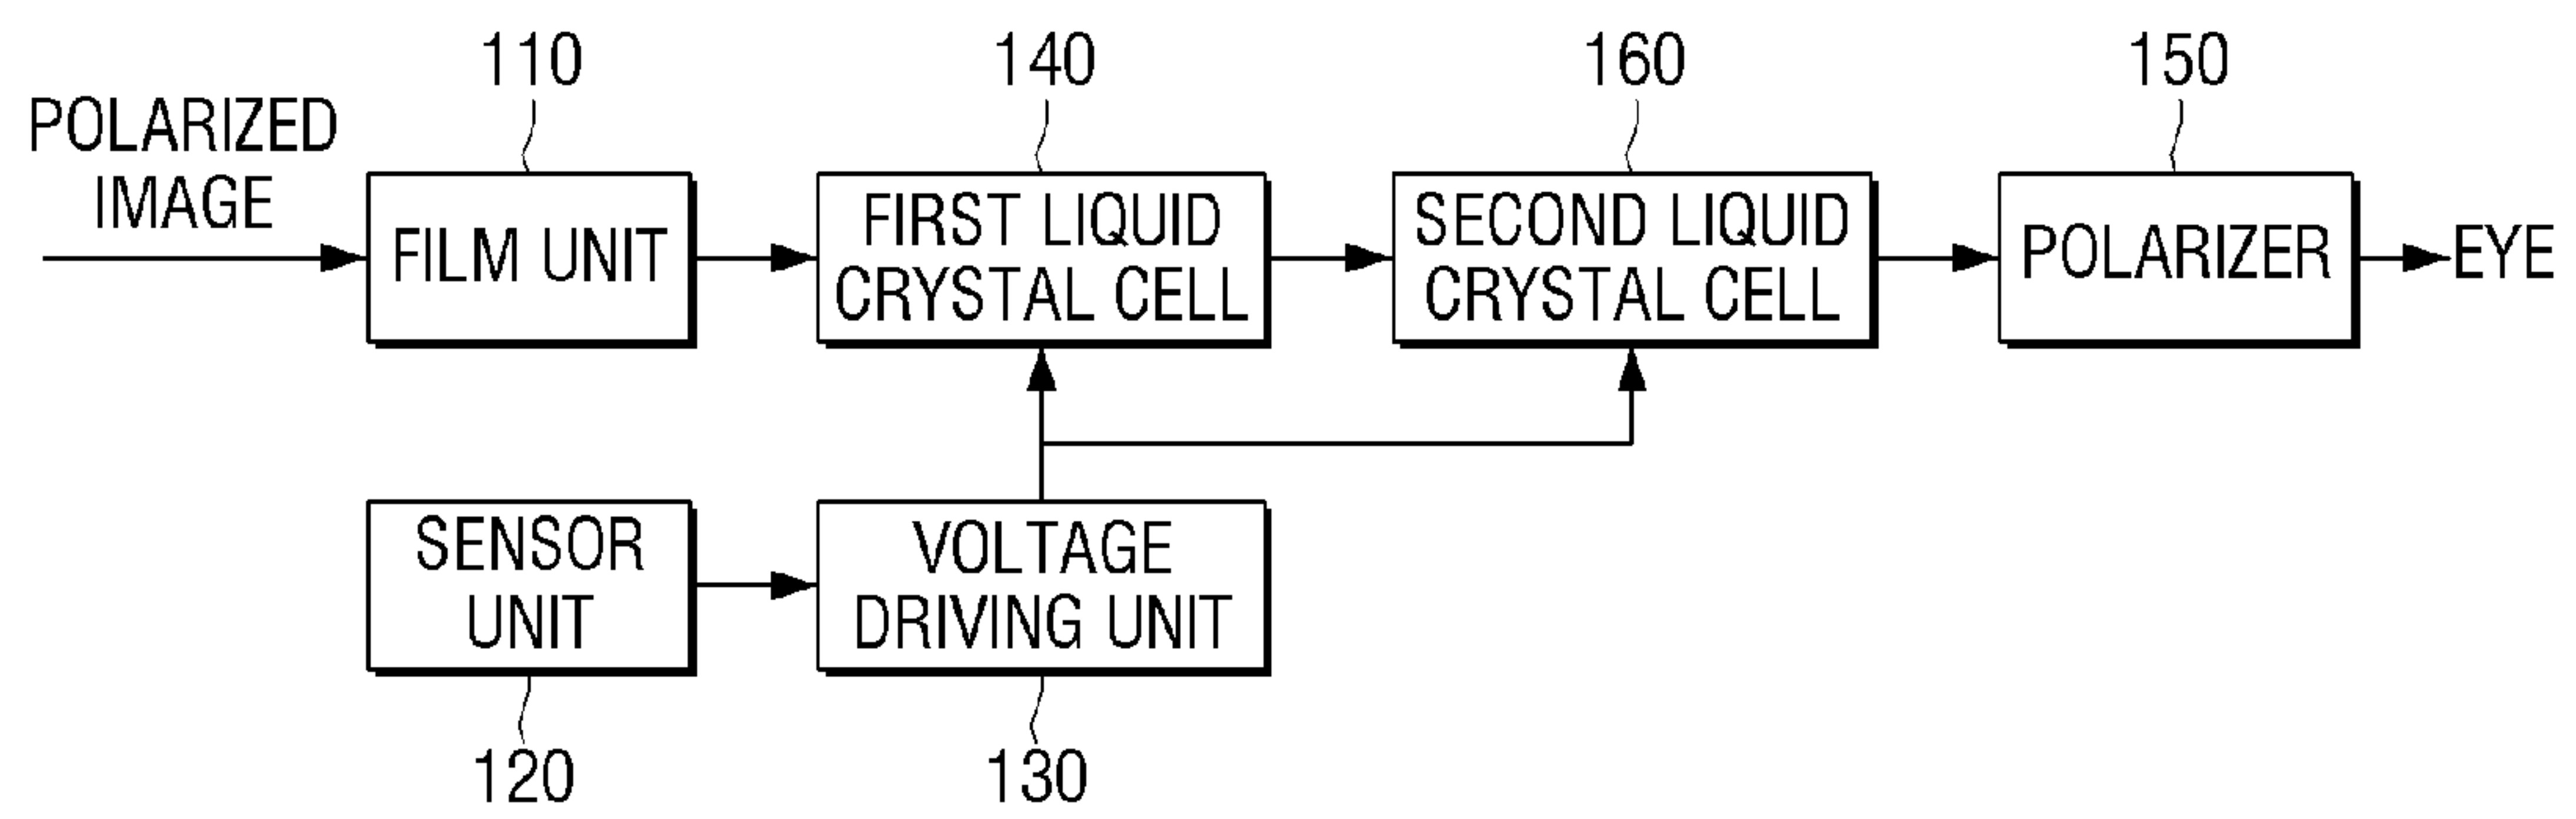 110
140
160
150
POLARIZED
IMAGE
FILM UNIT
FIRST LIQUID
CRYSTAL CELL
SECOND LIQUID
CRYSTAL CELL
POLARIZER
EYE
SENSOR
UNIT
VOLTAGE
DRIVING UNIT
120
130